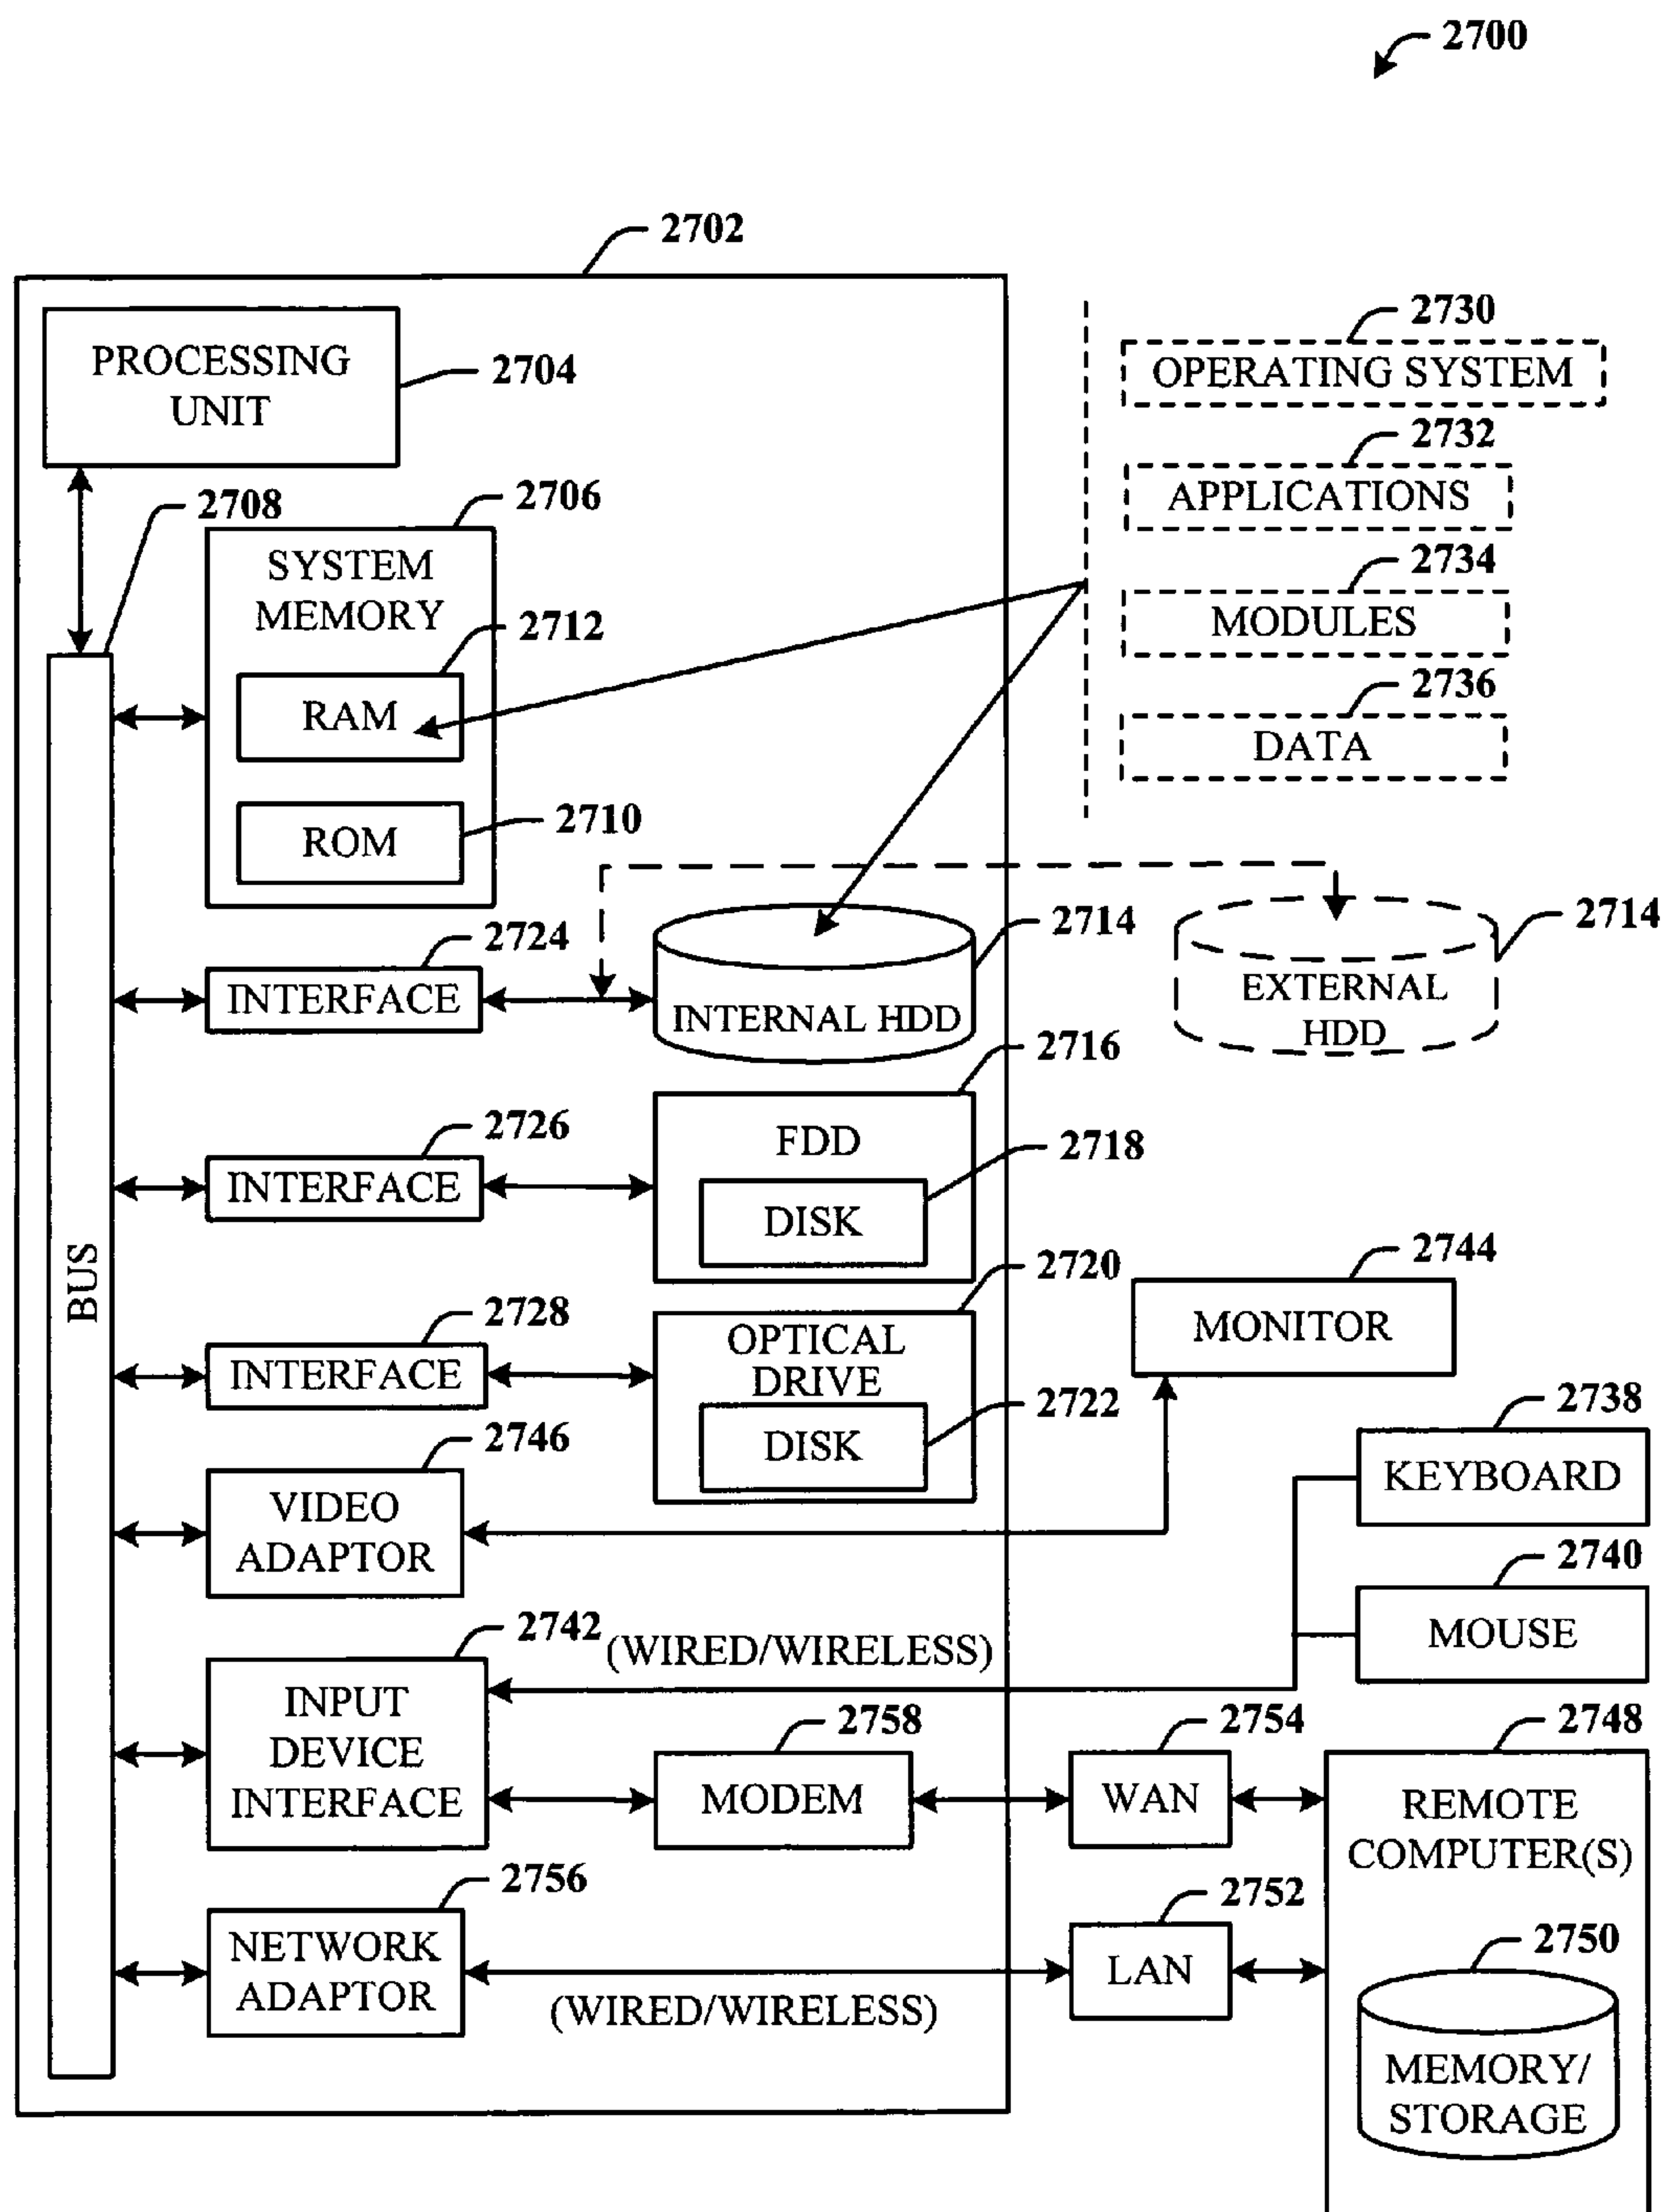 2700
2702
PROCESSING
UNIT
2704
2708
2706
SYSTEM
MEMORY
2712
RAM
ROM
2710
2730
OPERATING SYSTEM
2732
APPLICATIONS
2734
MODULES
2736
DATA
2724
INTERFACE
2714
INTERNAL HDD
2714
EXTERNAL
HDD
2716
2726
INTERFACE
FDD
2718
DISK
BUS
2720
2728
INTERFACE
OPTICAL
DRIVE
2722
DISK
2744
MONITOR
2746
VIDEO
ADAPTOR
2738
KEYBOARD
2740
MOUSE
2742
(WIRED/WIRELESS)
INPUT
DEVICE
INTERFACE
2758
MODEM
2754
WAN
2748
REMOTE
COMPUTER(S)
2756
NETWORK
ADAPTOR
(WIRED/WIRELESS)
2752
LAN
2750
MEMORY/
STORAGE